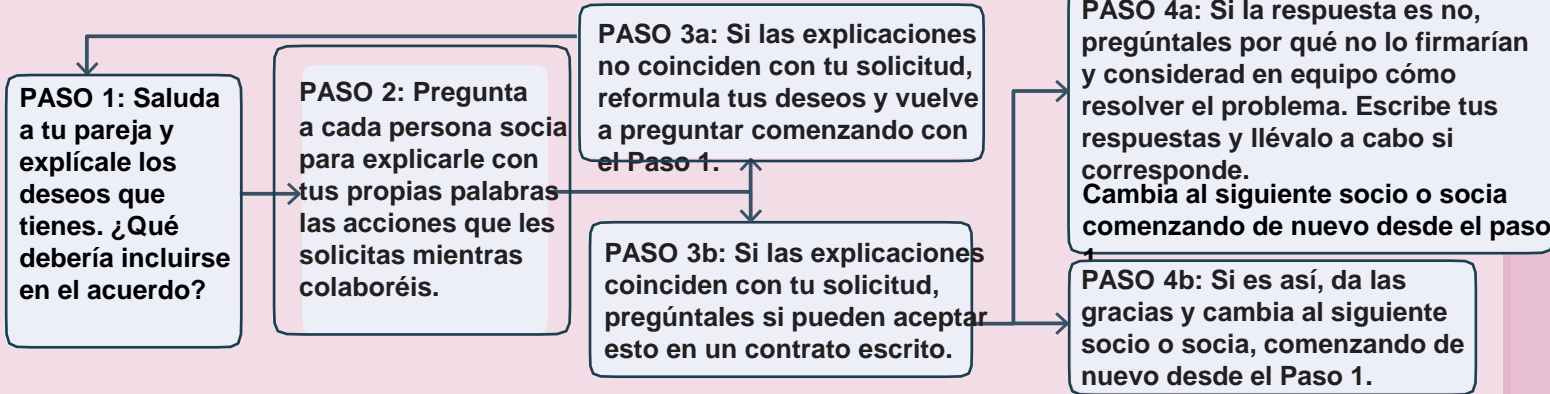 PASO 1: Saluda
a tu pareja y
explícale los
deseos que
tienes. ¿Qué
debería incluirse
en el acuerdo?
PASO 2: Pregunta
a cada persona socia
para explicarle con
tus propias palabras
las acciones que les
solicitas mientras
colaboréis.
PASO 3a: Si las explicaciones
no coinciden con tu solicitud,
reformula tus deseos y vuelve
a preguntar comenzando con
el Paso 1.
PASO 3b: Si las explicaciones
coinciden con tu solicitud,
pregúntales si pueden aceptar
esto en un contrato escrito.
PASO 4a: Si la respuesta es no,
pregúntales por qué no lo firmarían
y considerad en equipo cómo
resolver el problema. Escribe tus
respuestas y llévalo a cabo si
corresponde.
Cambia al siguiente socio o socia
comenzando de nuevo desde el paso
PASO 4b: Si es así, da las
gracias y cambia al siguiente
socio o socia, comenzando de
nuevo desde el Paso 1.